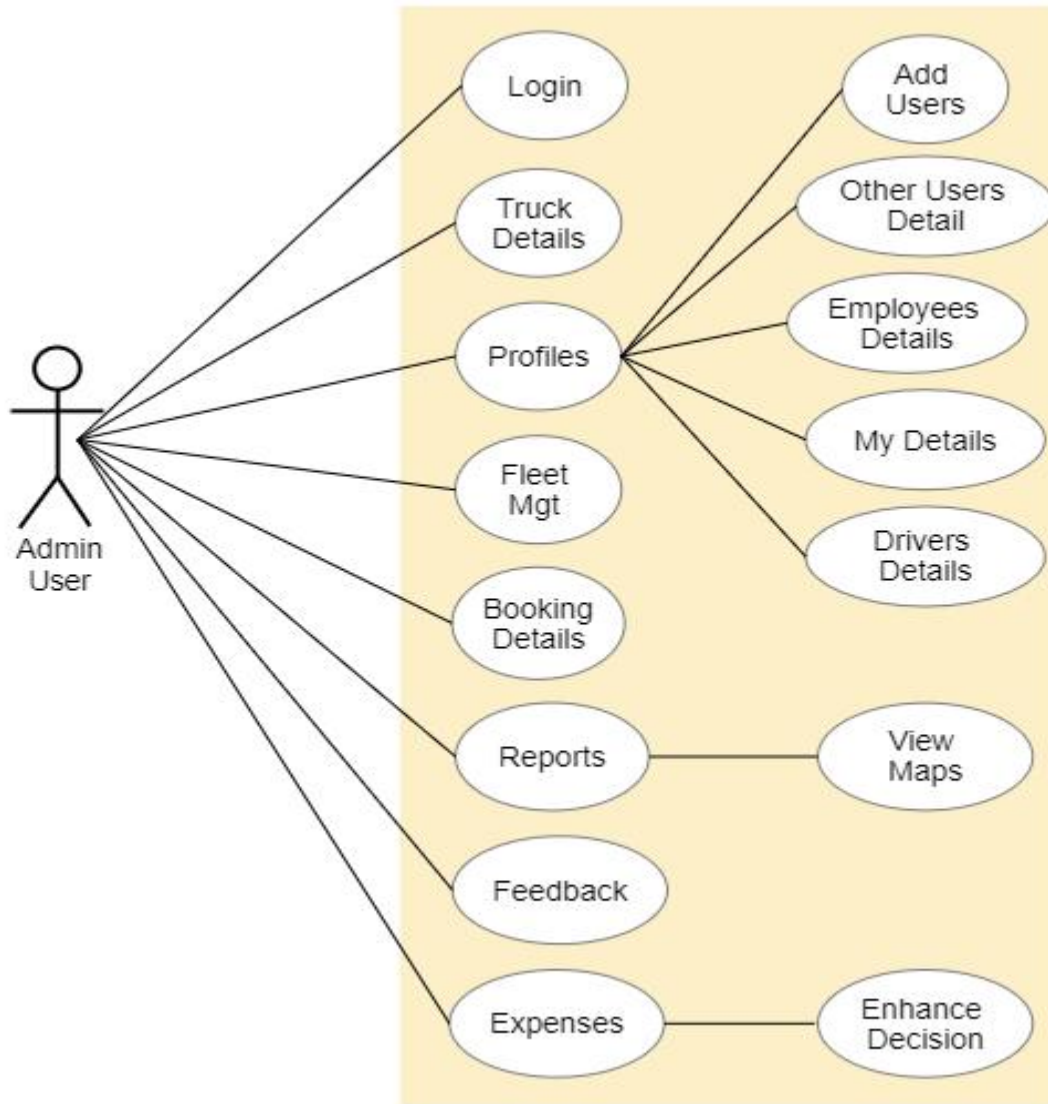 Login
Add
Users
Truck
Details
Other Users
Detail
Profiles
Employees
Details
Admin
User
Fleet
Mgt
My Details
Booking
Details
Drivers
Details
Reports
View
Maps
Feedback
Expenses
Enhance
Decision